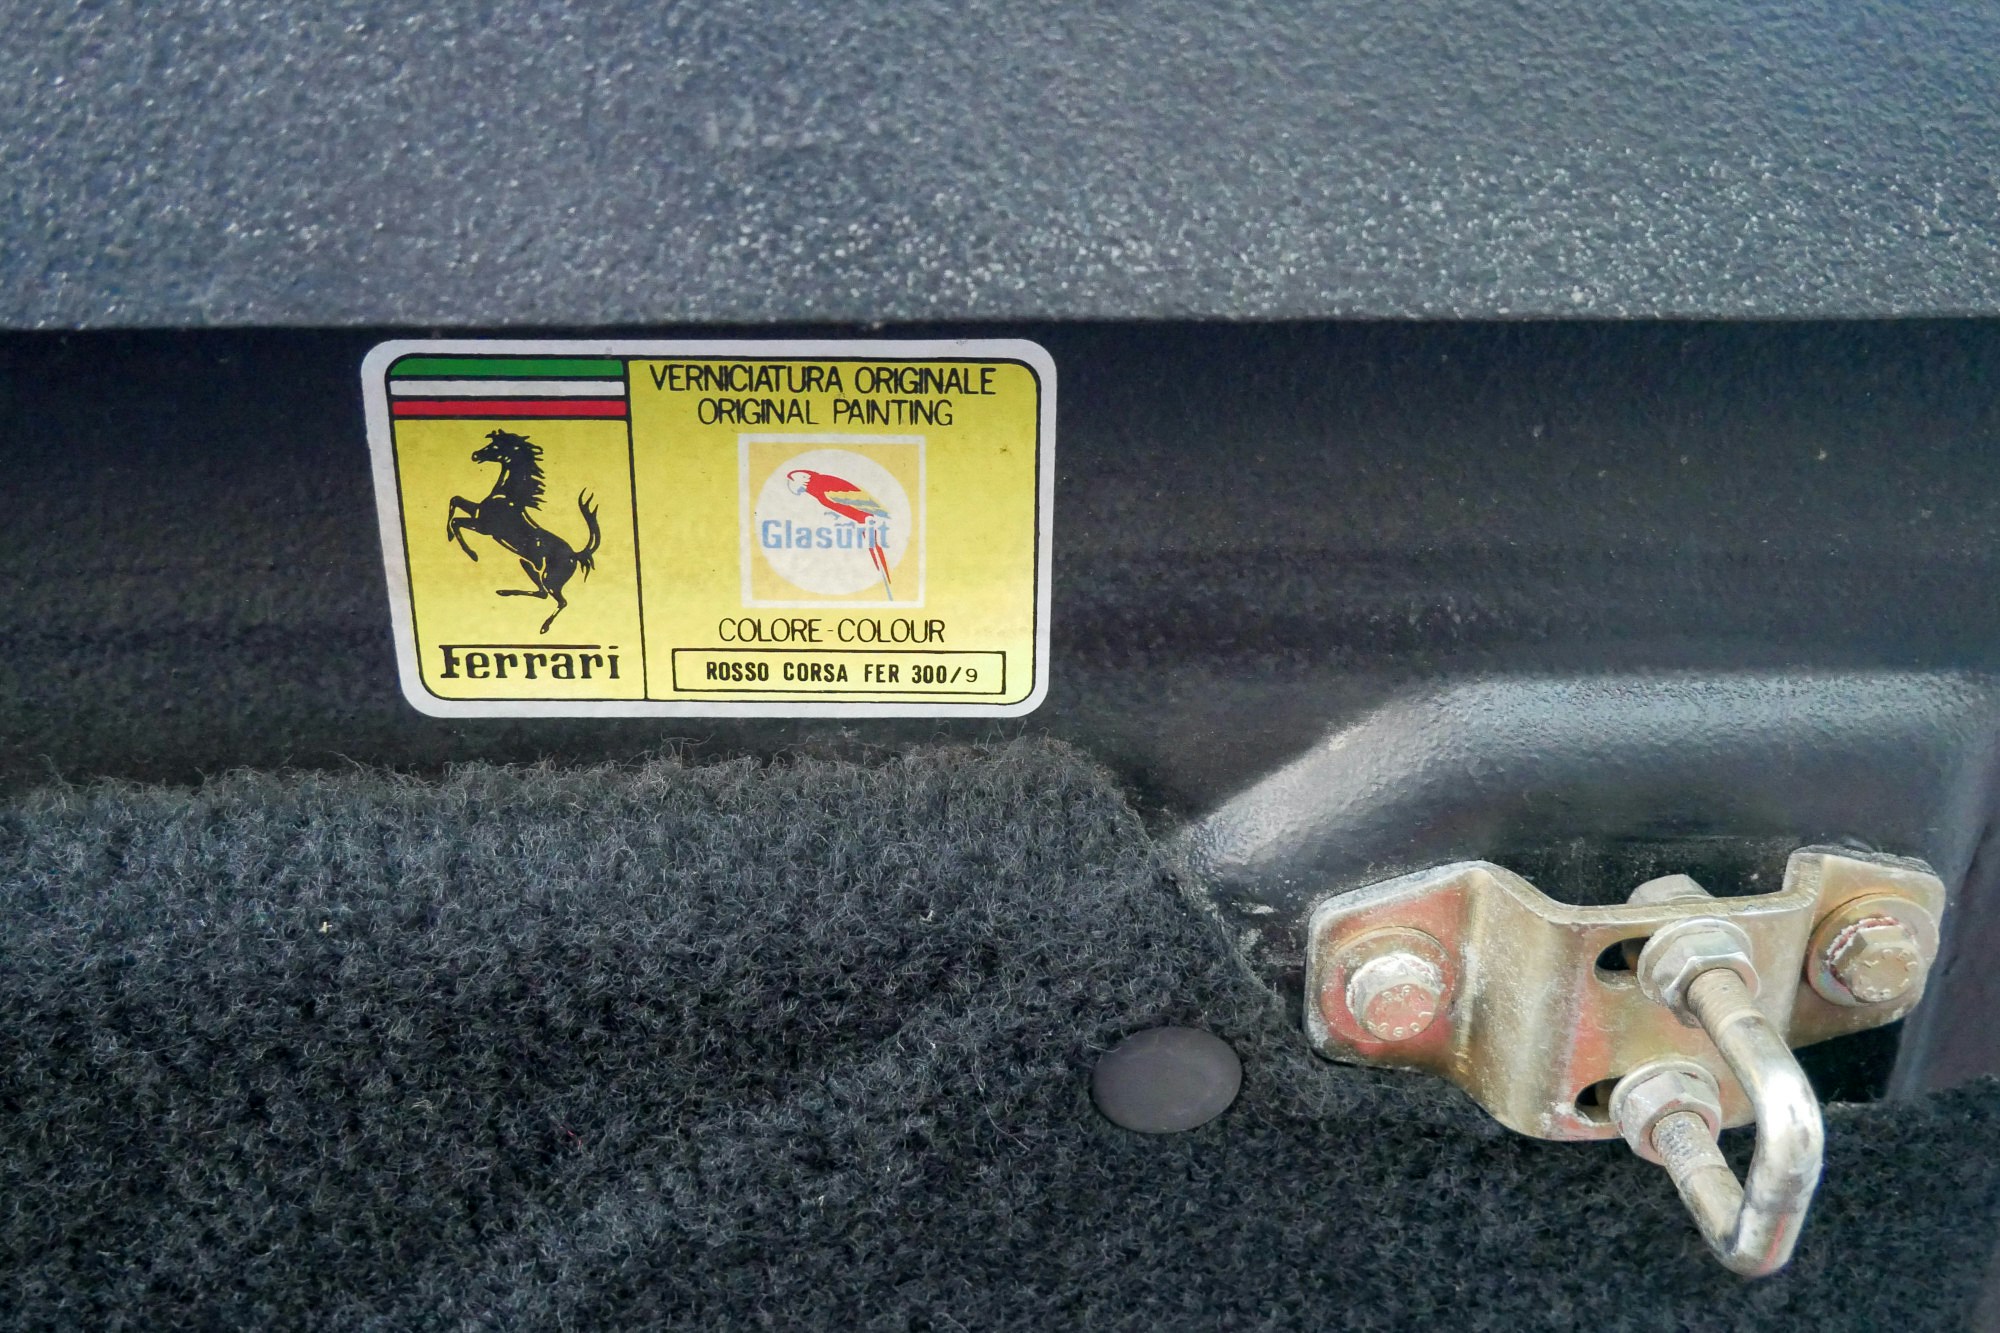 VERNICIATURA ORIGINALE
ORIGINAL PAINTING
Glasurit
COLORE-COLOUR
ROSSO CORSA FER 300/9
Ferrari